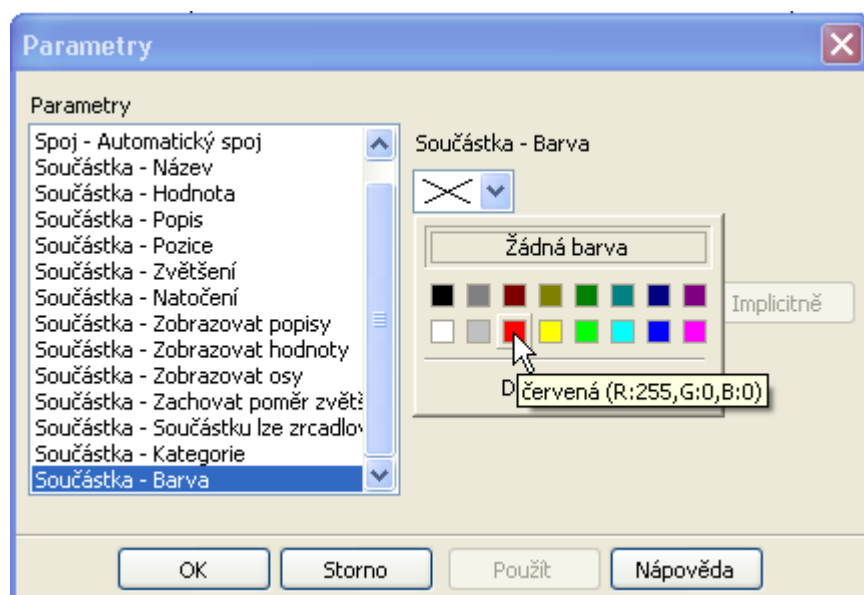 Parametry
Parametry
Spoj - Automatický spoj
Součástka - Název
Součástka - Hodnota
Součástka - Popis
Součástka - Pozice
Součástka - Zvětšení
Součástka - Natočení
Součástka - Zobrazovat popisy
Součástka - Zobrazovat hodnoty
Součástka - Zobrazovat osy
Součástka - Zachovat poměr zvětš
Součástka - Součástku lze zrcadlov
Součástka - Kategorie
Součástka - Barva
Součástka - Barva
Žádná barva
Implicitně
D
červená (R:255,G:0,B:0)
OK
Storno
Použít
Nápověda